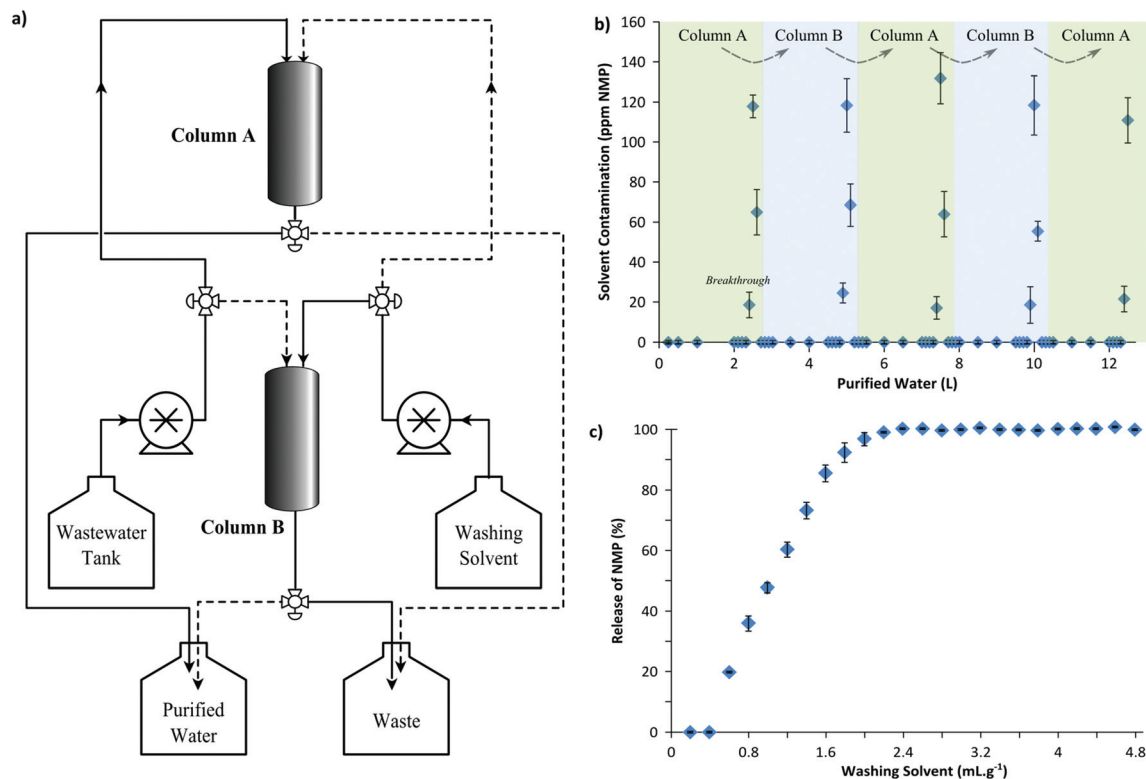 a)
Column A
Column B
Wastewater
Tank
Washing
Solvent
Purified
Water
Waste
b)
Solvent Contamination (ppm NMP)
160
140
120
100
80
60
40
20
0
Column A
Column B
Column A
Column B
Column A
Breakthrough
0 2 4 6 8 10 12
Purified Water (L)
c)
Release of NMP (%)
100
80
60
40
20
0
0 0.8 1.6 2.4 3.2 4 4.8
Washing Solvent (mL.g⁻¹)